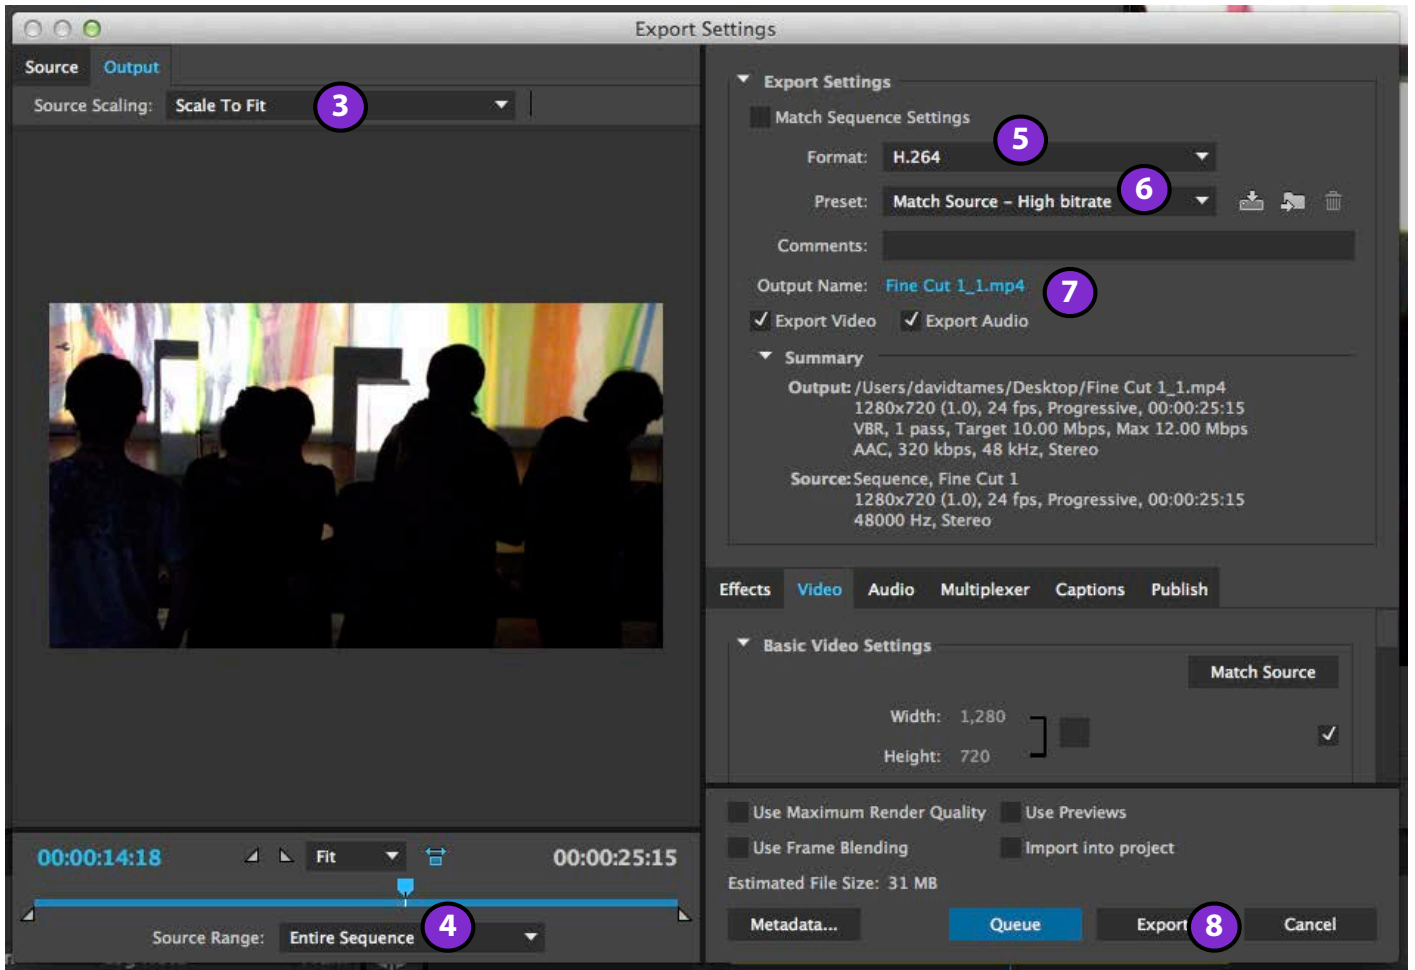 Export Settings
Source Output
Source Scaling: Scale To Fit 3
Export Settings
Match Sequence Settings
5
Format: H.264
6
Preset: Match Source – High bitrate
Comments:
Output Name: Fine Cut 1_1.mp4 7
Export Video Export Audio
Summary
Output: /Users/davidtames/Desktop/Fine Cut 1_1.mp4
1280x720 (1.0), 24 fps, Progressive, 00:00:25:15
VBR, 1 pass, Target 10.00 Mbps, Max 12.00 Mbps
AAC, 320 kbps, 48 kHz, Stereo
Source: Sequence, Fine Cut 1
1280x720 (1.0), 24 fps, Progressive, 00:00:25:15
48000 Hz, Stereo
Effects Video Audio Multiplexer Captions Publish
Basic Video Settings
Match Source
Width: 1,280
Height: 720
Use Maximum Render Quality Use Previews
Use Frame Blending Import into project
Estimated File Size: 31 MB
Metadata... Queue Export 8 Cancel
00:00:14:18 Fit 00:00:25:15
Source Range: Entire Sequence 4